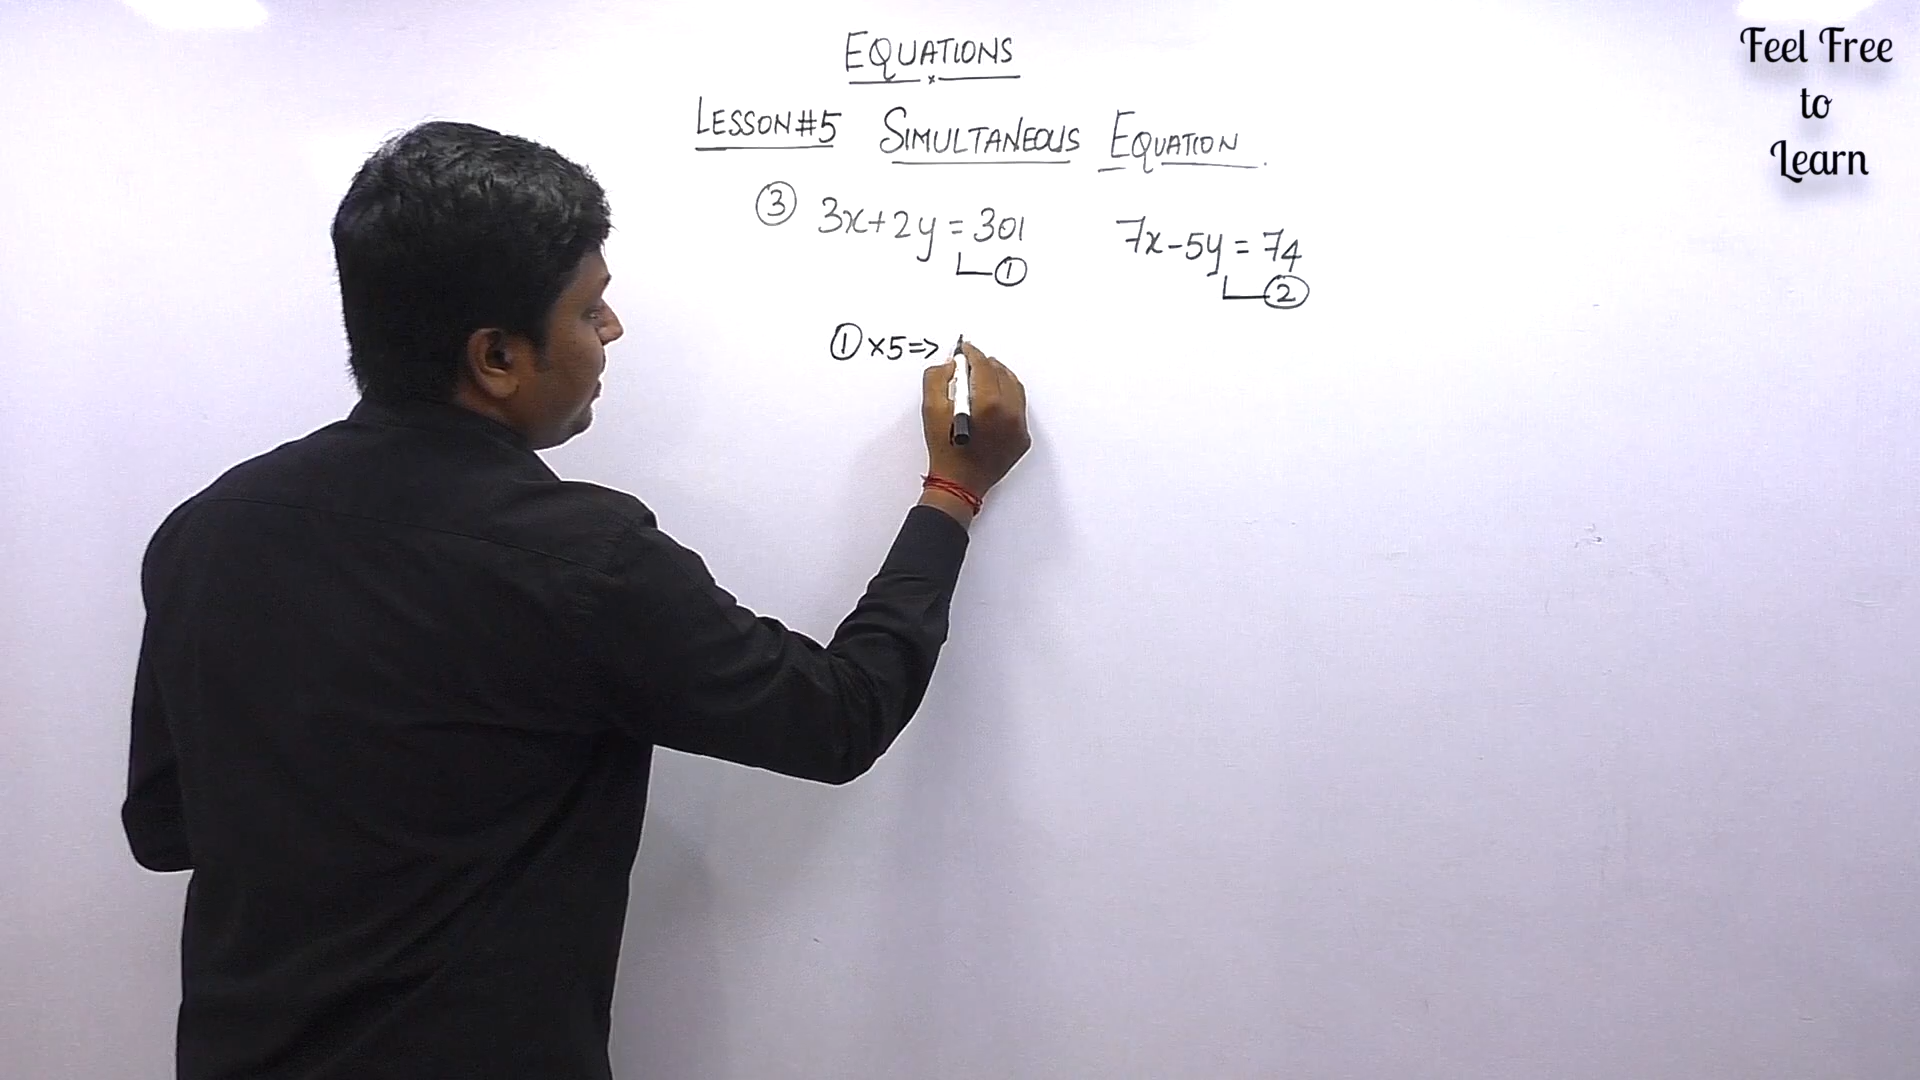 EQUATIONS
LESSON#5 SIMULTANEOUS EQUATION.
③ 3x+2y=301 7x-5y=74
① ②
①×5=>
Feel Free
to
Learn